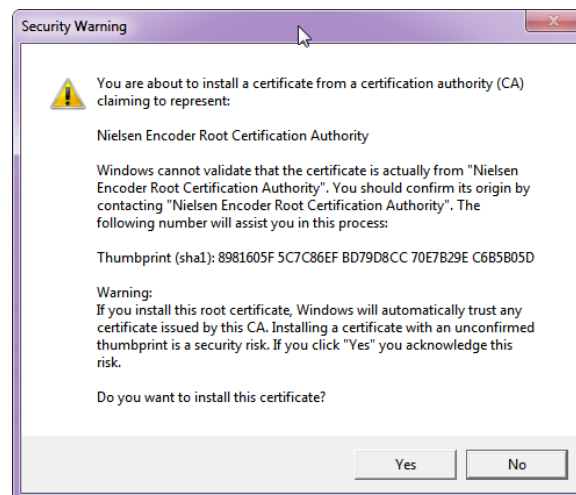 Security Warning
You are about to install a certificate from a certification authority (CA)
claiming to represent:
Nielsen Encoder Root Certification Authority
Windows cannot validate that the certificate is actually from "Nielsen
Encoder Root Certification Authority". You should confirm its origin by
contacting "Nielsen Encoder Root Certification Authority". The
following number will assist you in this process:
Thumbprint (sha1): 8981605F 5C7C86EF BD79D8CC 70E7B29E C6B5B05D
Warning:
If you install this root certificate, Windows will automatically trust any
certificate issued by this CA. Installing a certificate with an unconfirmed
thumbprint is a security risk. If you click "Yes" you acknowledge this
risk.
Do you want to install this certificate?
Yes No